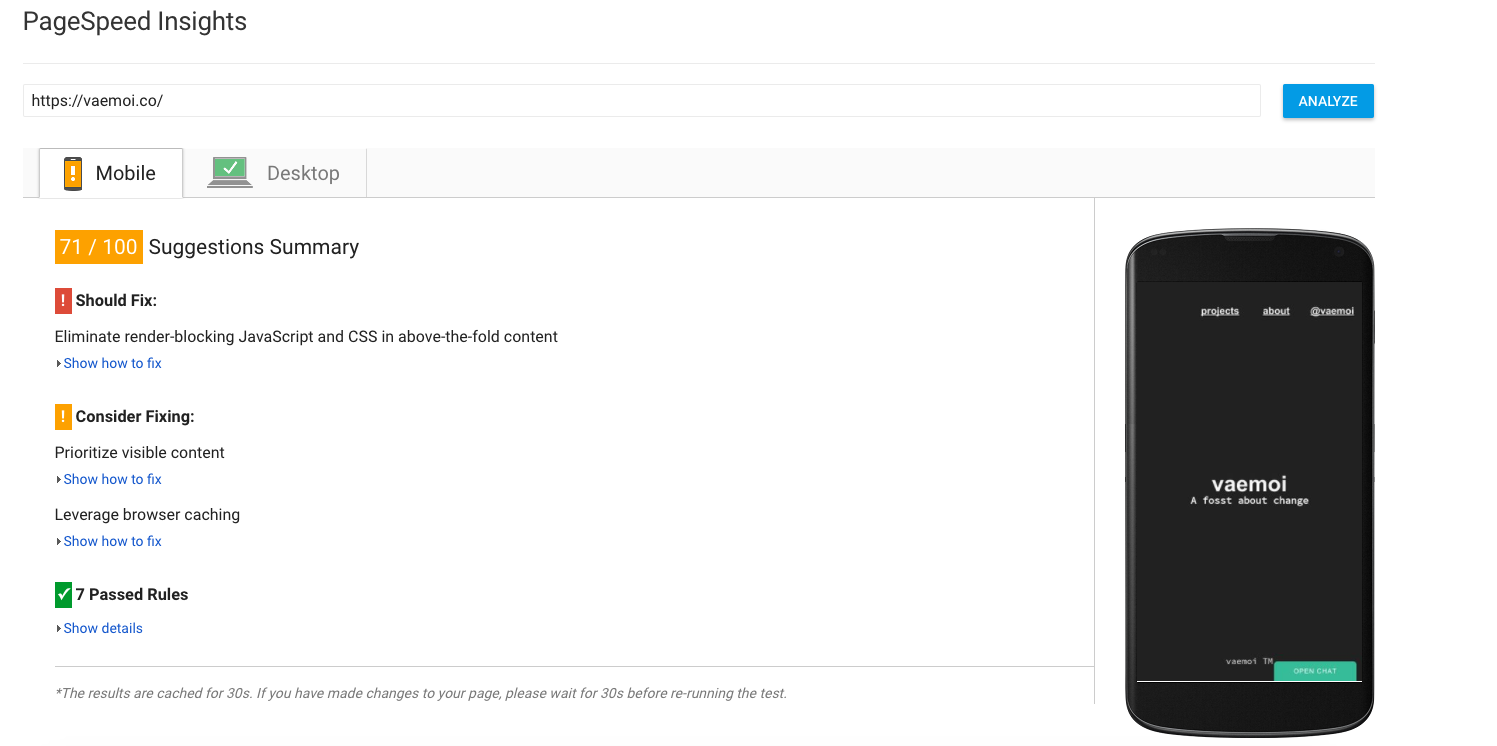 PageSpeed Insights
https://vaemoi.co/
ANALYZE
Mobile
Desktop
71 / 100 Suggestions Summary
! Should Fix:
Eliminate render-blocking JavaScript and CSS in above-the-fold content
Show how to fix
! Consider Fixing:
Prioritize visible content
Show how to fix
Leverage browser caching
Show how to fix
7 Passed Rules
Show details
*The results are cached for 30s. If you have made changes to your page, please wait for 30s before re-running the test.
projects about @vaemoi
vaemoi
A fosst about change
vaemoi TM
OPEN CHAT